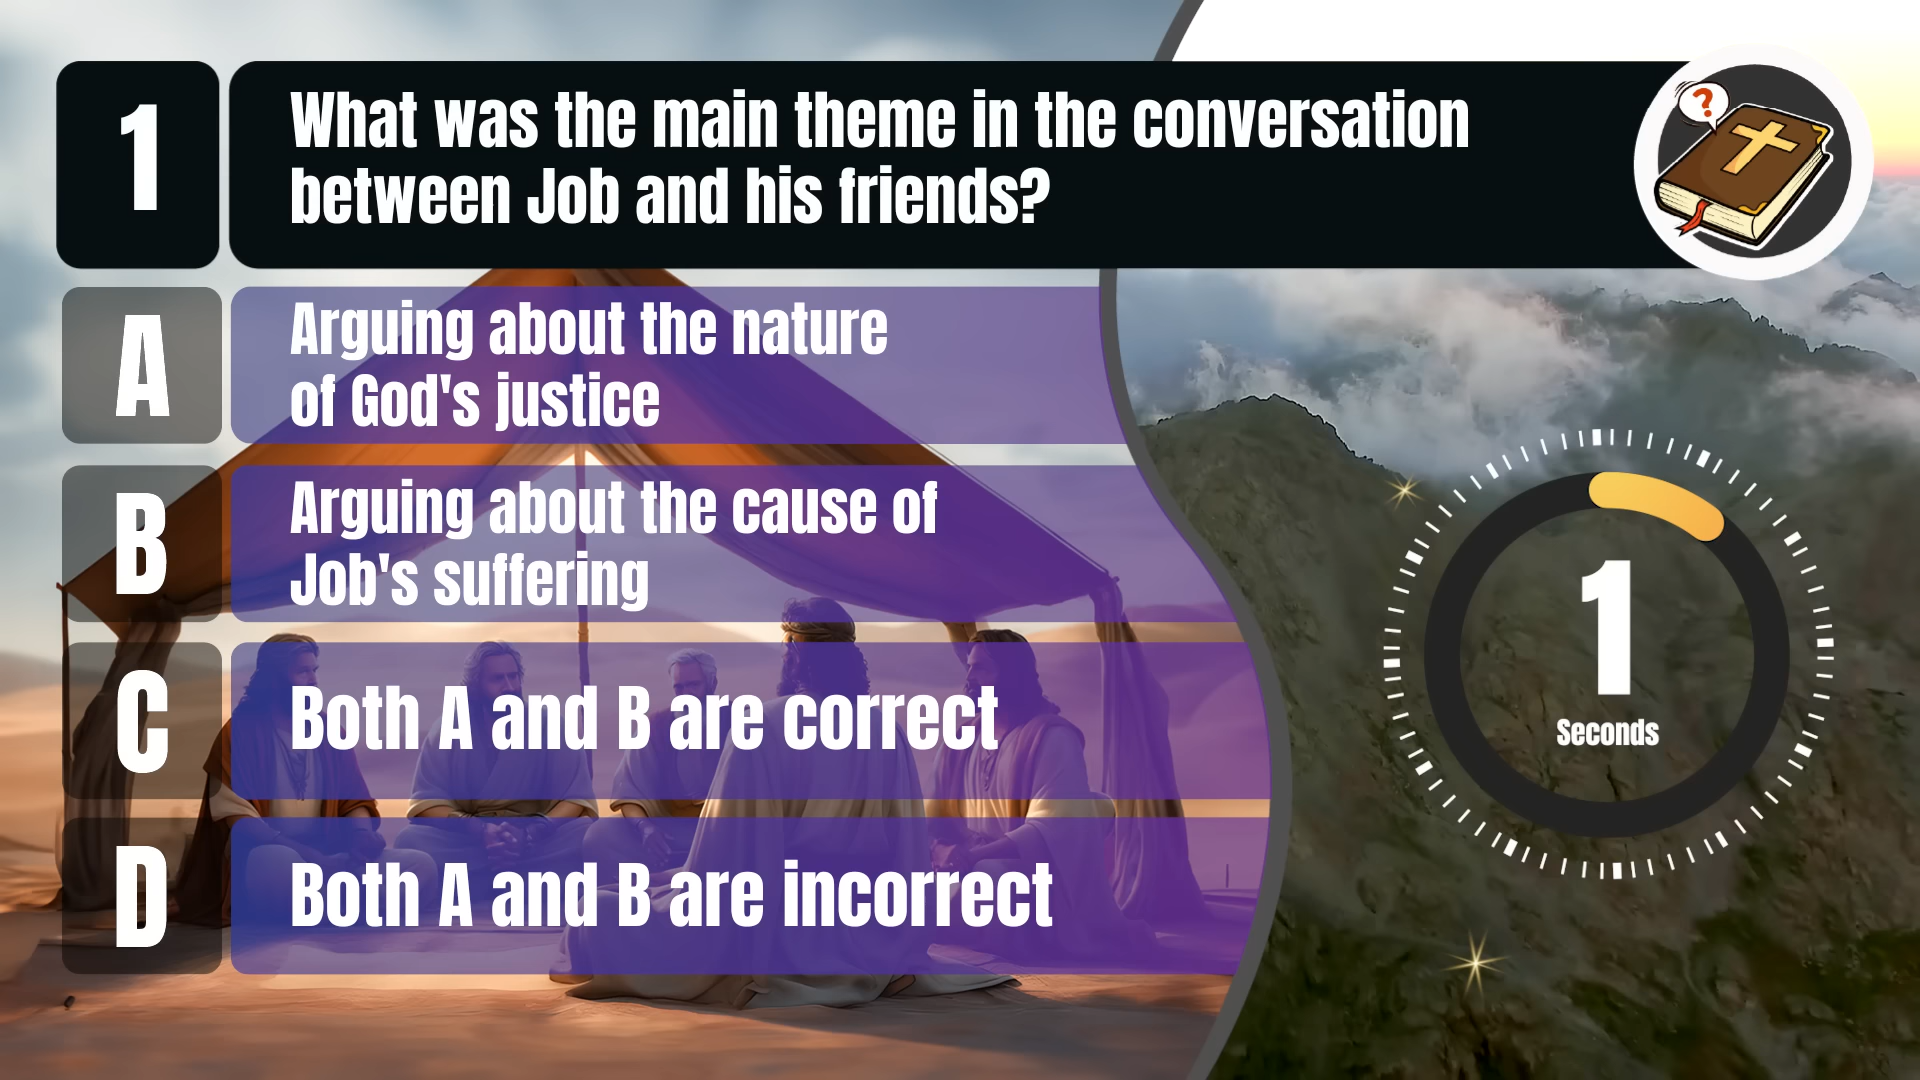 1
What was the main theme in the conversation
between Job and his friends?
?
A
Arguing about the nature
of God's justice
B
Arguing about the cause of
Job's suffering
C
Both A and B are correct
D
Both A and B are incorrect
1
Seconds